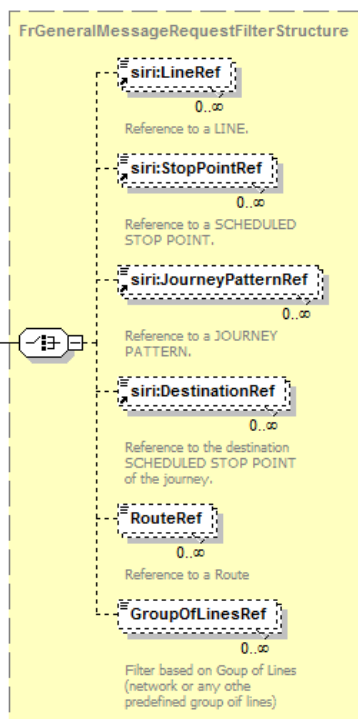 FrGeneralMessageRequestFilterStructure
siri:LineRef
0..∞
Reference to a LINE.
siri:StopPointRef
0..∞
Reference to a SCHEDULED
STOP POINT.
siri:JourneyPatternRef
0..∞
Reference to a JOURNEY
PATTERN.
siri:DestinationRef
0..∞
Reference to the destination
SCHEDULED STOP POINT
of the journey.
RouteRef
0..∞
Reference to a Route
GroupOfLinesRef
0..∞
Filter based on Goup of Lines
(network or any othe
predefined group oif lines)